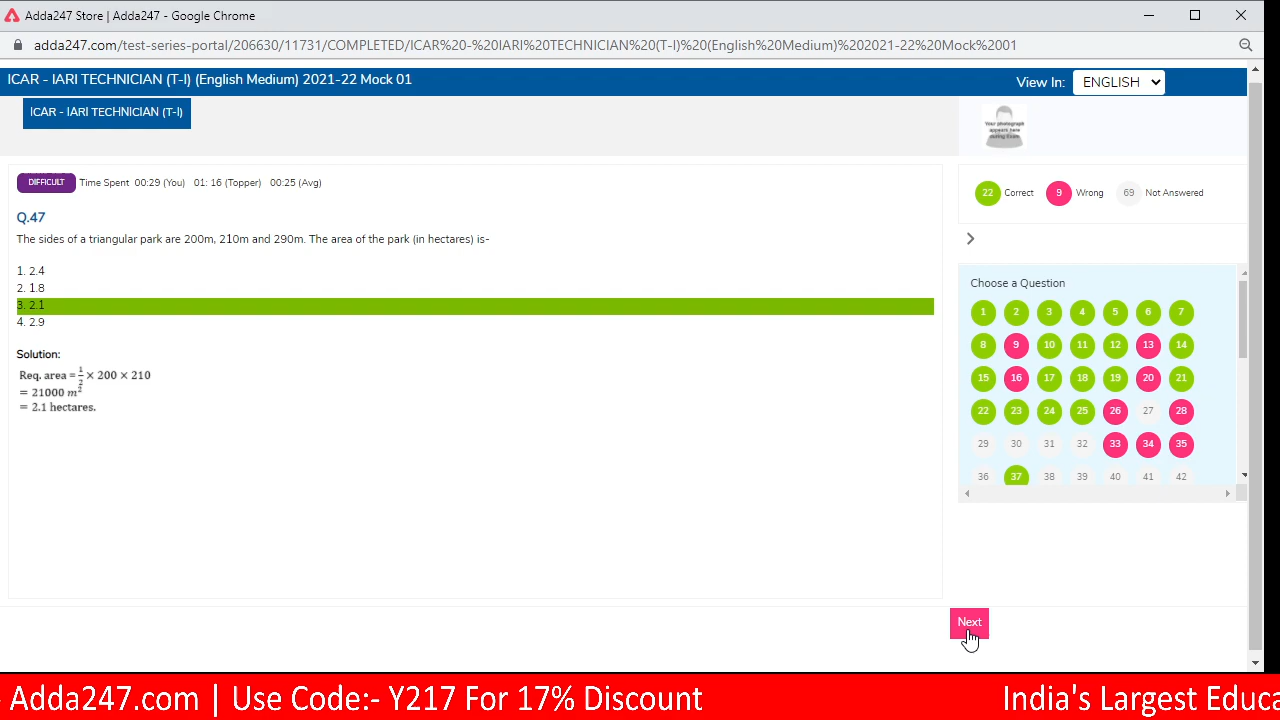 Adda247 Store | Adda247 - Google Chrome
adda247.com/test-series-portal/206630/11731/COMPLETED/ICAR%20-%20IARI%20TECHNICIAN%20(T-I)%20(English%20Medium)%202021-22%20Mock%2001
ICAR - IARI TECHNICIAN (T-I) (English Medium) 2021-22 Mock 01
View In: ENGLISH
ICAR - IARI TECHNICIAN (T-I)
Your photograph
appears here
during Exam
DIFFICULT Time Spent 00:29 (You) 01: 16 (Topper) 00:25 (Avg)
22 Correct 9 Wrong 69 Not Answered
Q.47
The sides of a triangular park are 200m, 210m and 290m. The area of the park (in hectares) is-
1. 2.4
2. 1.8
3. 2.1
4. 2.9
Solution:
Req. area = 1/2 × 200 × 210
= 21000 m²
= 2.1 hectares.
Choose a Question
1 2 3 4 5 6 7
8 9 10 11 12 13 14
15 16 17 18 19 20 21
22 23 24 25 26 27 28
29 30 31 32 33 34 35
36 37 38 39 40 41 42
Next
Adda247.com | Use Code:- Y217 For 17% Discount
India's Largest Educa